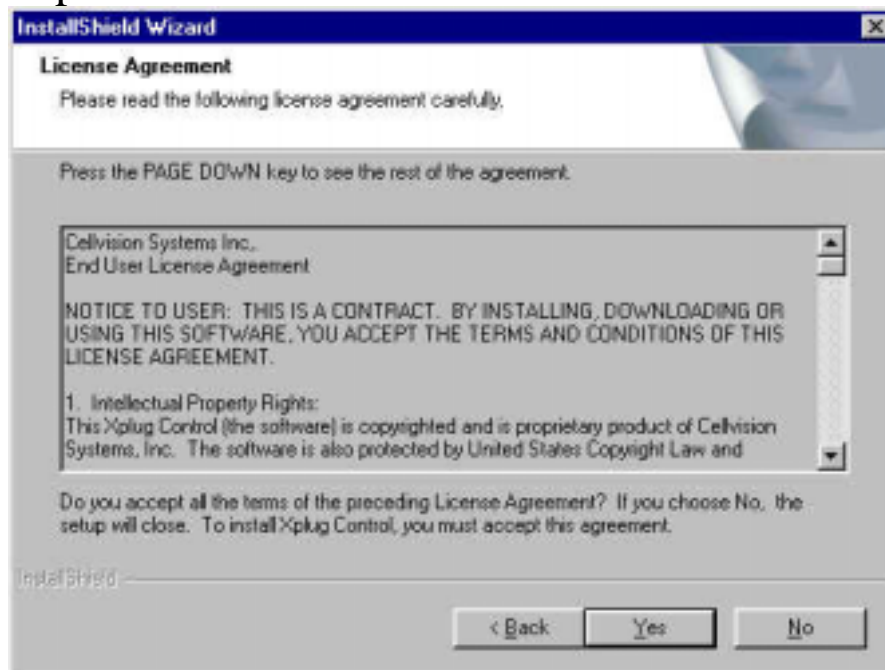 InstallShield Wizard
License Agreement
Please read the following license agreement carefully.
Press the PAGE DOWN key to see the rest of the agreement.
Cellvision Systems Inc,.
End User License Agreement
NOTICE TO USER: THIS IS A CONTRACT. BY INSTALLING, DOWNLOADING OR
USING THIS SOFTWARE, YOU ACCEPT THE TERMS AND CONDITIONS OF THIS
LICENSE AGREEMENT.
1. Intellectual Property Rights:
This Xplug Control (the software) is copyrighted and is proprietary product of Cellvision
Systems, Inc. The software is also protected by United States Copyright Law and
Do you accept all the terms of the preceding License Agreement? If you choose No, the
setup will close. To install Xplug Control, you must accept this agreement.
InstallShield
< Back Yes No